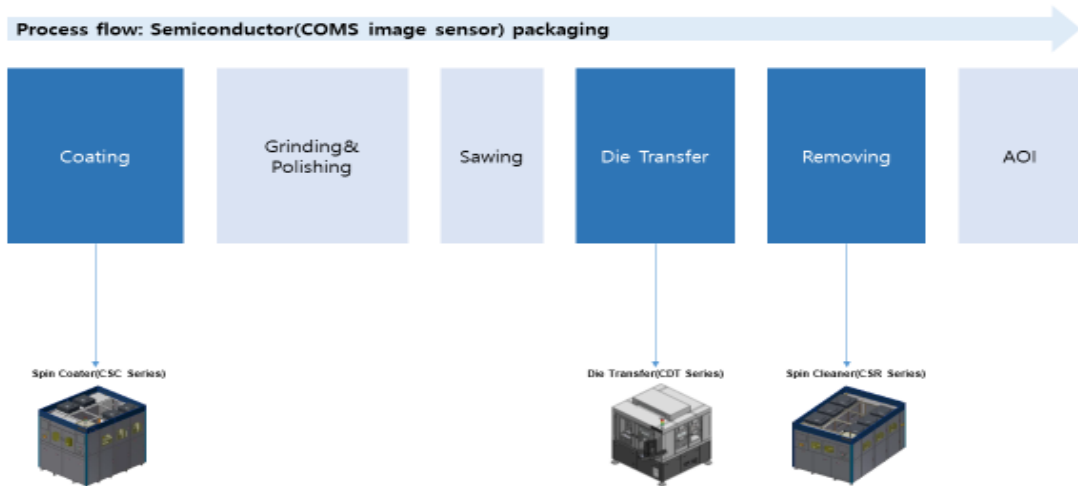 Process flow: Semiconductor(COMS image sensor) packaging
Coating
Grinding&
Polishing
Sawing
Die Transfer
Removing
AOI
Spin Coater(CSC Series)
Die Transfer(CDT Series)
Spin Cleaner(CSR Series)